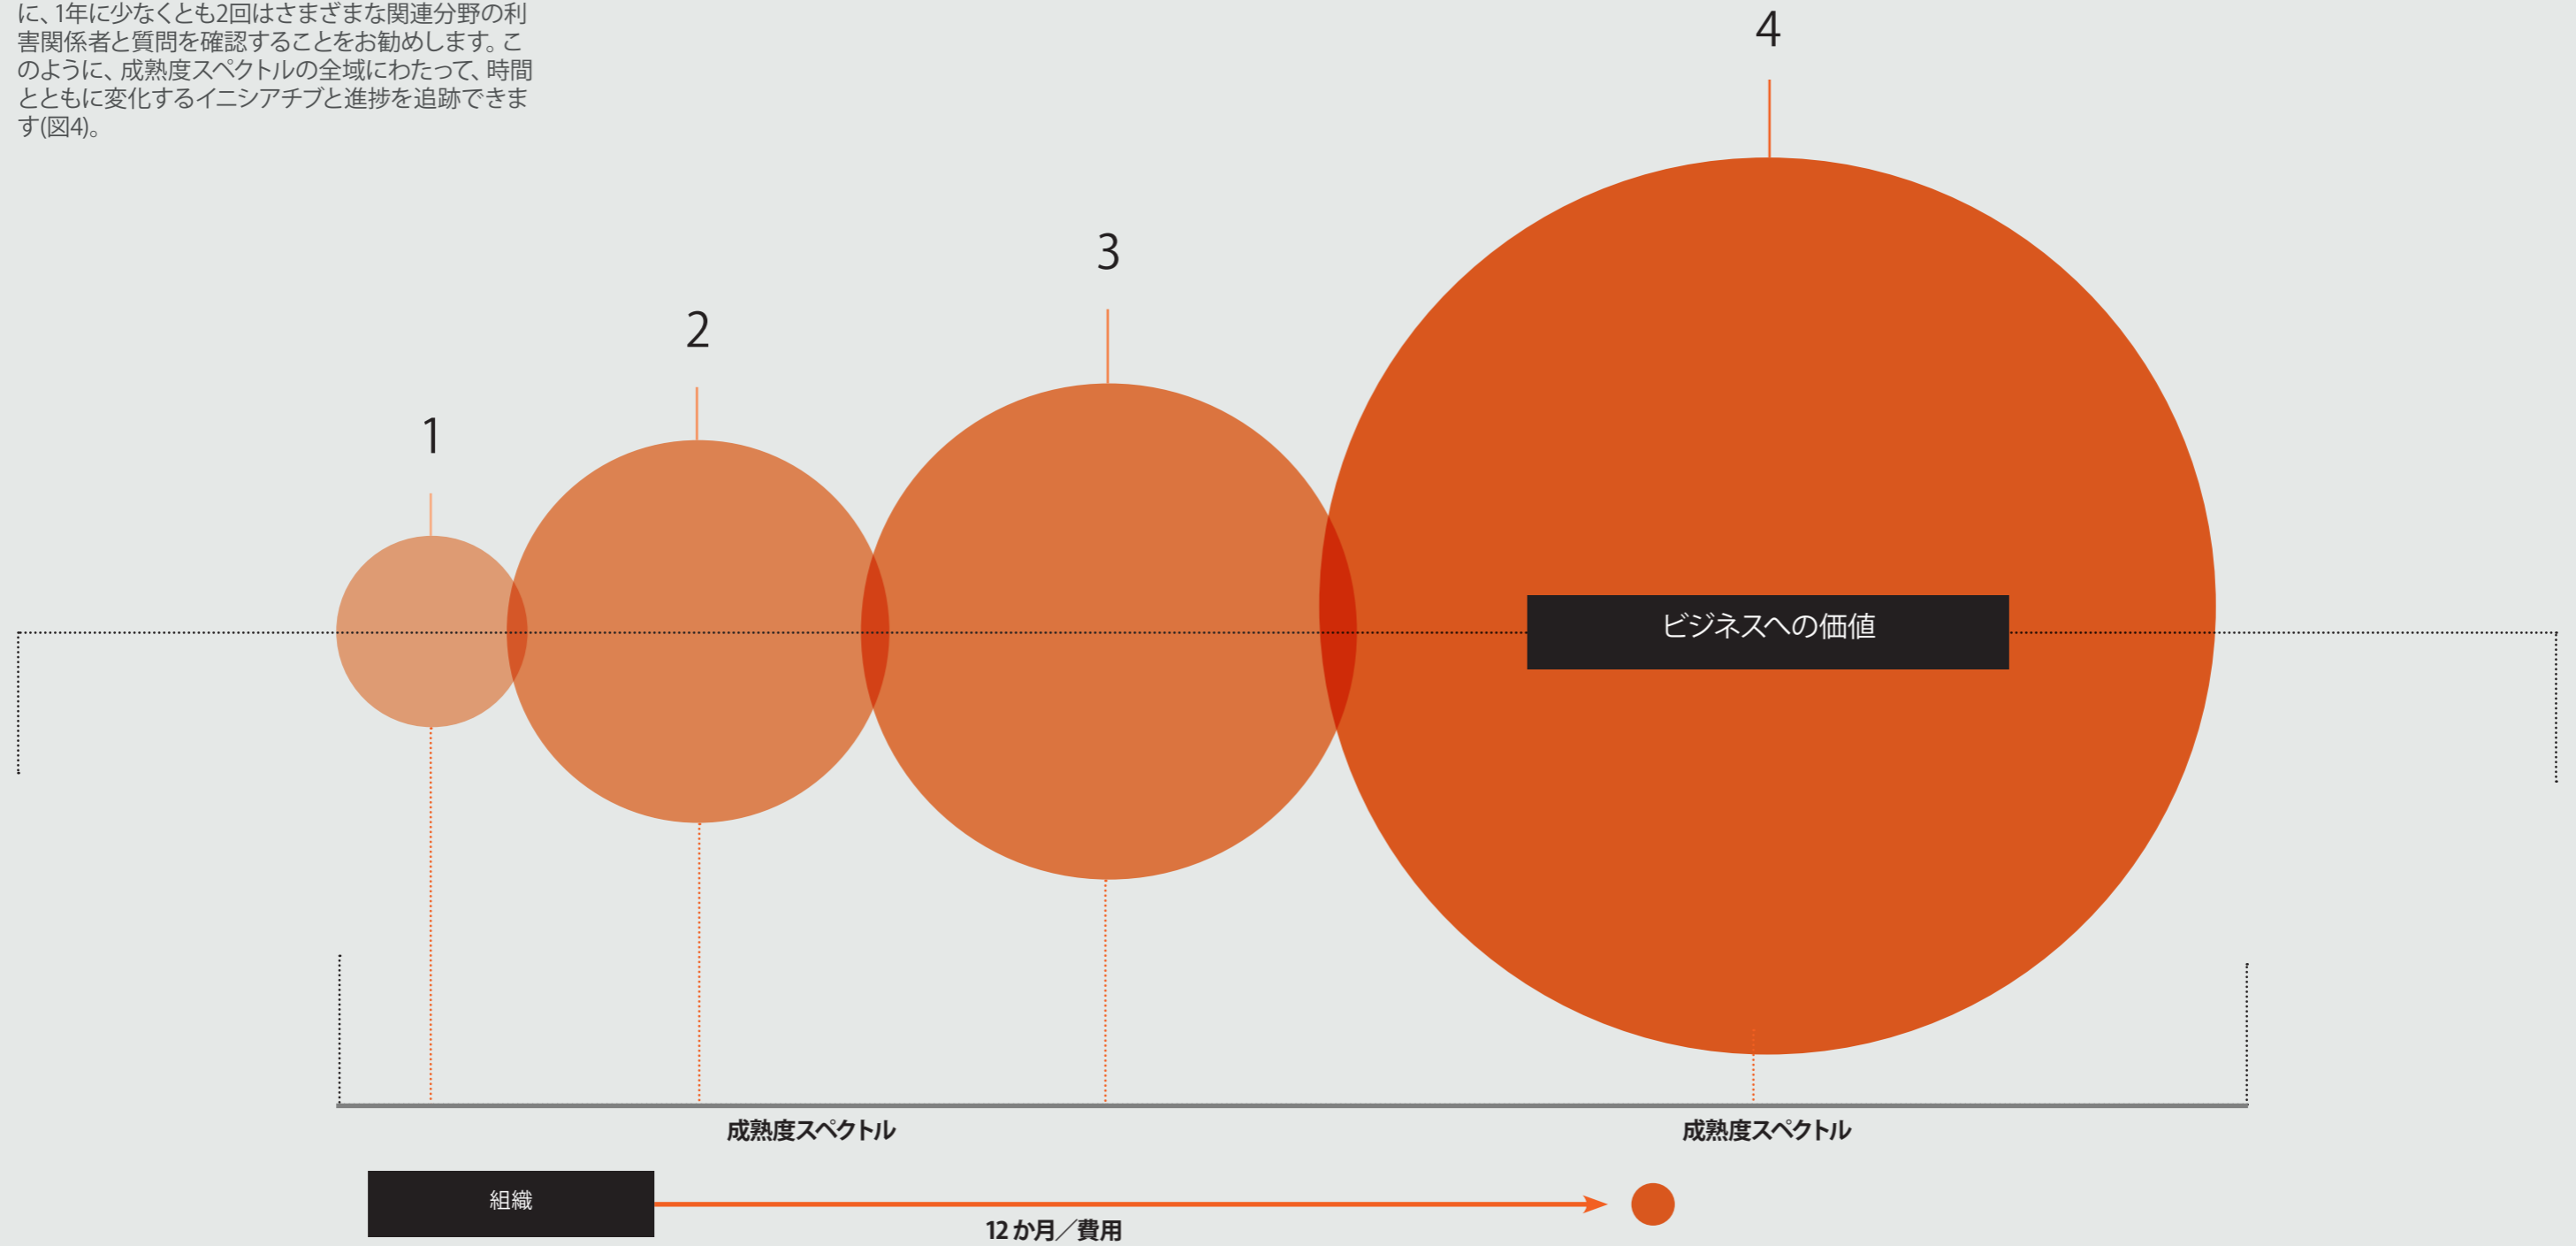 に、1年に少なくとも2回はさまざまな関連分野の利
害関係者と質問を確認することをお勧めします。こ
のように、成熟度スペクトルの全域にわたって、時間
とともに変化するイニシアチブと進捗を追跡できま
す(図4)。
4
3
2
1
ビジネスへの価値
成熟度スペクトル
成熟度スペクトル
組織
12 か月／費用